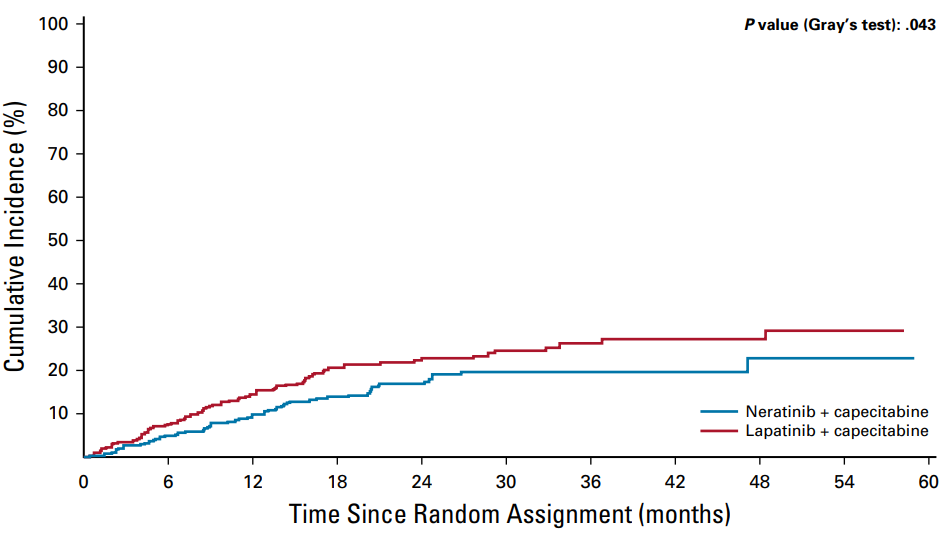 P value (Gray's test): .043
Cumulative Incidence (%)
100
90
80
70
60
50
40
30
20
10
Neratinib + capecitabine
Lapatinib + capecitabine
0 6 12 18 24 30 36 42 48 54 60
Time Since Random Assignment (months)